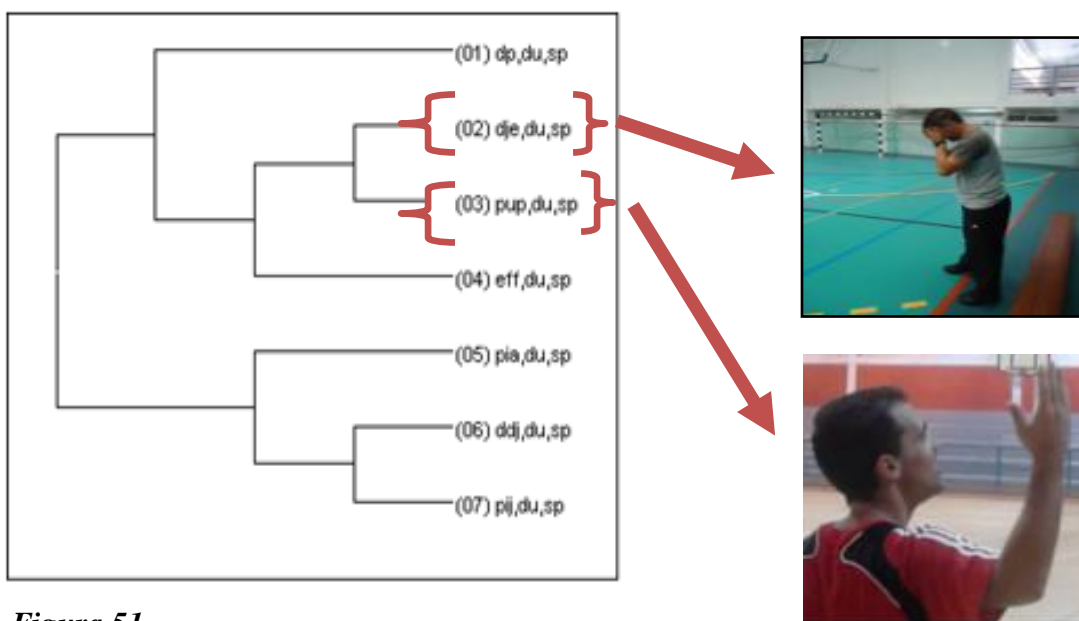 (01) dp,du,sp
(02) dje,du,sp
(03) pup,du,sp
(04) eff,du,sp
(05) pia,du,sp
(06) ddj,du,sp
(07) pij,du,sp
Figura 51